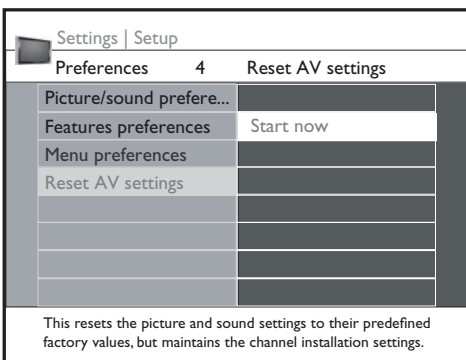 Settings | Setup
Preferences 4 Reset AV settings
Picture/sound prefere...
Features preferences Start now
Menu preferences
Reset AV settings
This resets the picture and sound settings to their predefined
factory values, but maintains the channel installation settings.